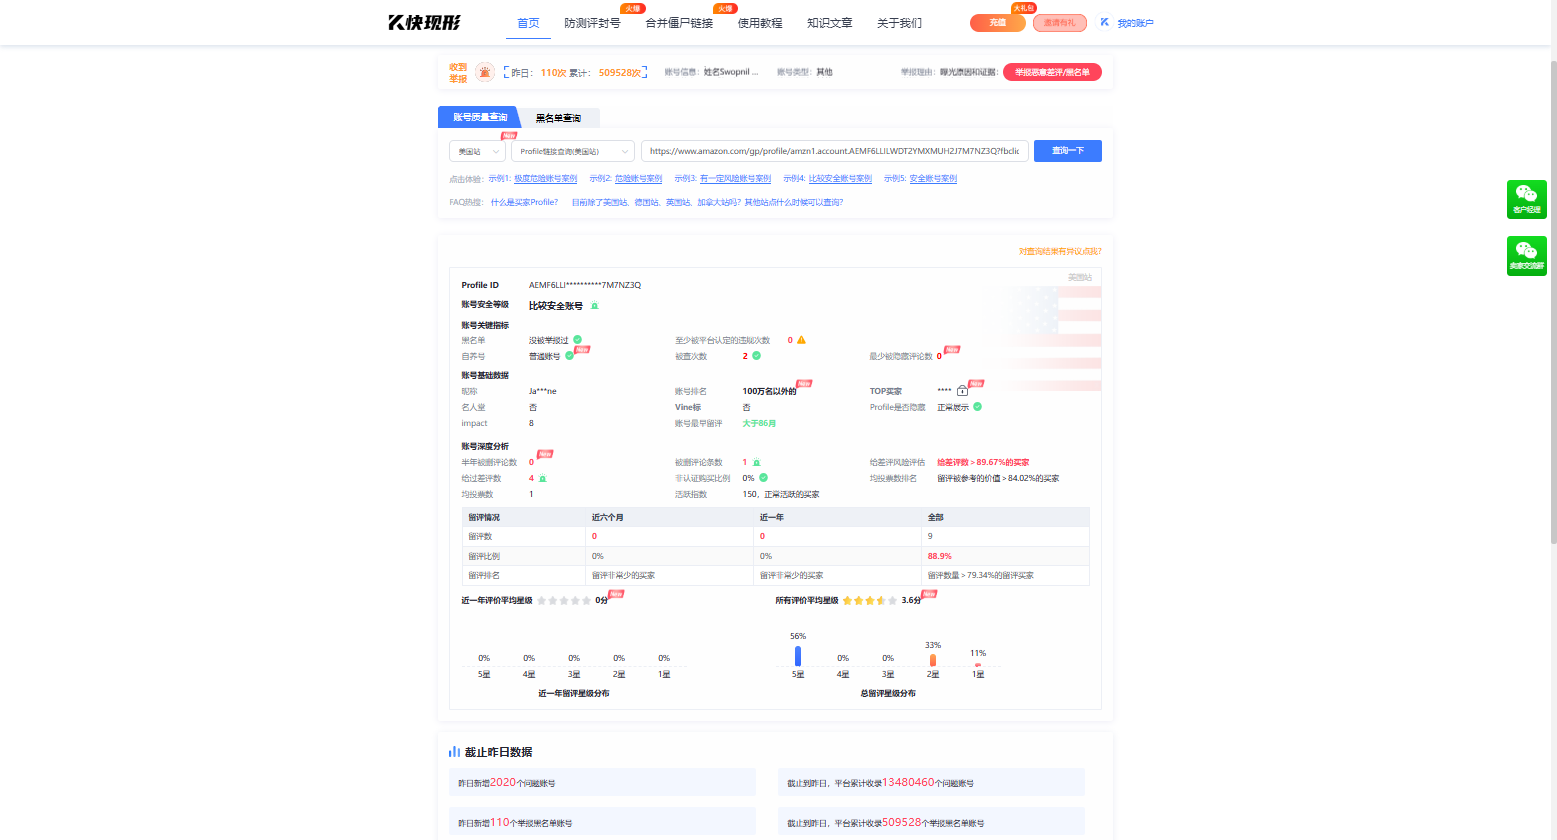 快现形
首页
防测评封号
火爆
合并僵尸链接
火爆
使用教程
知识文章
关于我们
充值
大礼包
邀请有礼
我的账户
收到举报
昨日： 110次 累计： 509528次
账号信息： 姓名Swopnil ...
账号类型： 其他
举报理由： 曝光原因和证据:
举报恶意差评/黑名单
账号质量查询
黑名单查询
New
美国站
Profile链接查询(美国站)
https://www.amazon.com/gp/profile/amzn1.account.AEMF6LLILWDT2YMXMUH2J7M7NZ3Q?fbclic
查询一下
点击体验： 示例1: 极度危险账号案例 示例2: 危险账号案例 示例3: 有一定风险账号案例 示例4: 比较安全账号案例 示例5: 安全账号案例
FAQ热搜： 什么是买家Profile? 目前除了美国站、德国站、英国站、加拿大站吗？其他站点什么时候可以查询?
客户经理
卖家交流群
对查询结果有异议点我?
美国站
Profile ID AEMF6LLI**********7M7NZ3Q
账号安全等级 比较安全账号
账号关键指标
黑名单 没被举报过 至少被平台认定的违规次数 0
自养号 普通账号 New 被查次数 2 最少被隐藏评论数 0 New
账号基础数据
昵称 Ja***ne 账号排名 100万名以外的 New TOP买家 **** New
名人堂 否 Vine标 否 Profile是否隐藏 正常展示
impact 8 账号最早留评 大于86月
账号深度分析
半年被删评论数 0 New 被删评论条数 1 给差评风险评估 给差评数＞89.67%的买家
给过差评数 4 非认证购买比例 0% 均投票数排名 留评被参考的价值＞84.02%的买家
均投票数 1 活跃指数 150，正常活跃的买家
留评情况 近六个月 近一年 全部
留评数 0 0 9
留评比例 0% 0% 88.9%
留评排名 留评非常少的买家 留评非常少的买家 留评数量＞79.34%的留评买家
近一年评价平均星级 0分 New
所有评价平均星级 3.6分 New
0% 0% 0% 0% 0%
5星 4星 3星 2星 1星
近一年留评星级分布
56% 0% 0% 33% 11%
5星 4星 3星 2星 1星
总留评星级分布
截止昨日数据
昨日新增2020个问题账号
截止到昨日，平台累计收录13480460个问题账号
昨日新增110个举报黑名单账号
截止到昨日，平台累计收录509528个举报黑名单账号